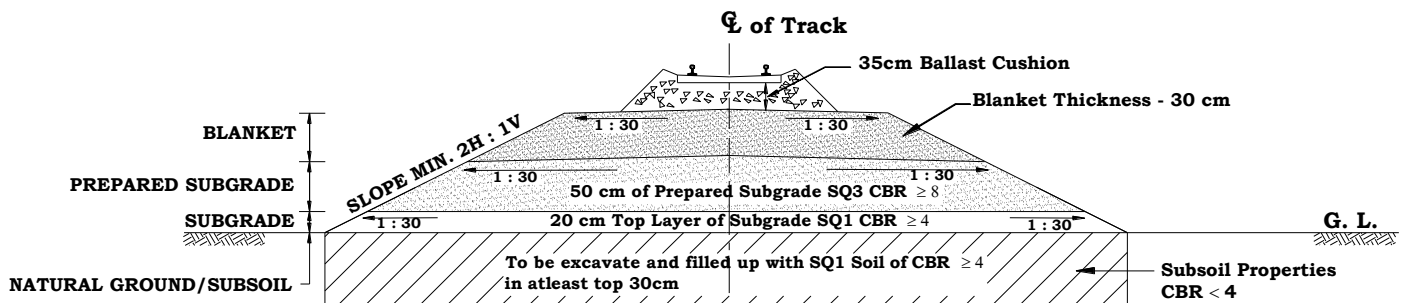 ℄ of Track
35cm Ballast Cushion
Blanket Thickness - 30 cm
BLANKET
1 : 30
1 : 30
SLOPE MIN. 2H : 1V
PREPARED SUBGRADE
1 : 30
1 : 30
50 cm of Prepared Subgrade SQ3 CBR ≥ 8
SUBGRADE
1 : 30
20 cm Top Layer of Subgrade SQ1 CBR ≥ 4
1 : 30
G. L.
NATURAL GROUND/SUBSOIL
To be excavate and filled up with SQ1 Soil of CBR ≥ 4
in atleast top 30cm
Subsoil Properties
CBR < 4